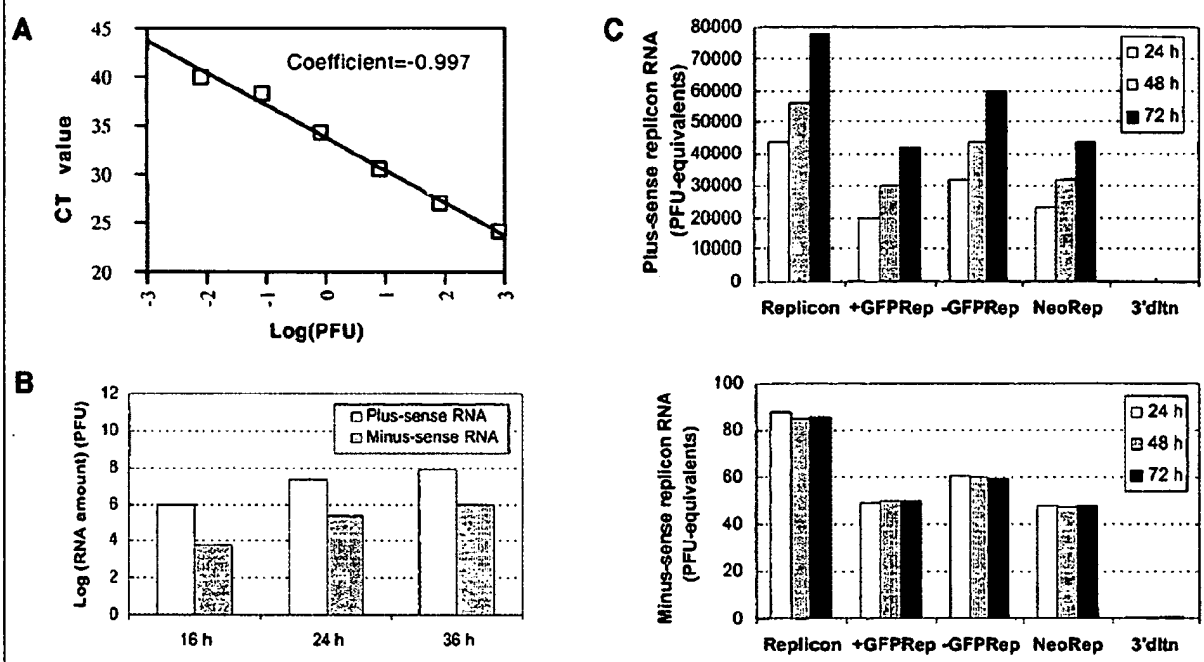 A
45
40
35
30
25
20
CT value
Coefficient=-0.997
-3
-2
-1
0
1
2
3
Log(PFU)
B
12
10
8
6
4
2
0
Log (RNA amount) (PFU)
Plus-sense RNA
Minus-sense RNA
16 h
24 h
36 h
C
80000
70000
60000
50000
40000
30000
20000
10000
0
Plus-sense replicon RNA
(PFU-equivalents)
24 h
48 h
72 h
Replicon +GFPRep -GFPRep NeoRep 3'dltn
100
80
60
40
20
0
Minus-sense replicon RNA
(PFU-equivalents)
24 h
48 h
72 h
Replicon +GFPRep -GFPRep NeoRep 3'dltn